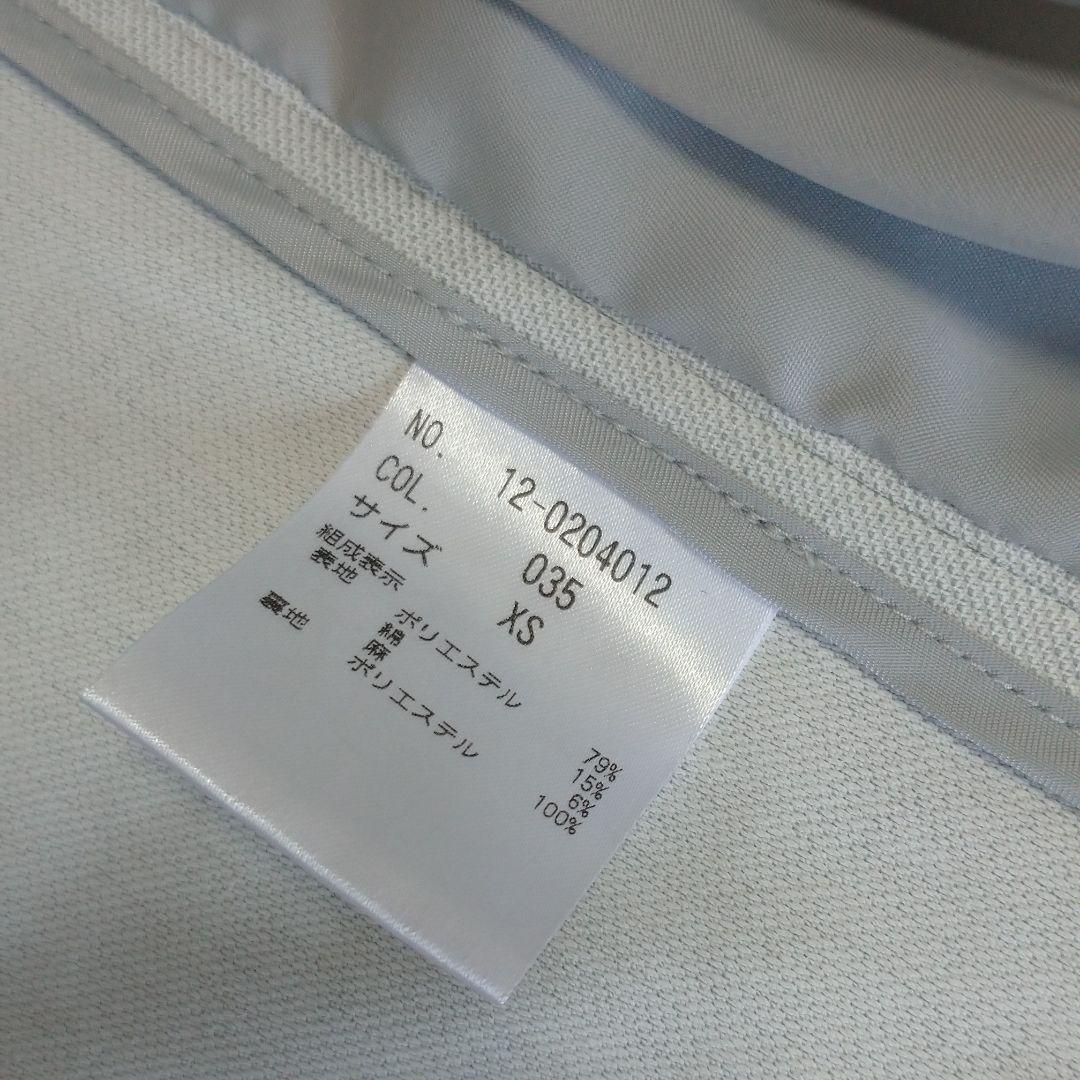 NO. 12-0204012
COL. 035
サイズ XS
組成表示
表地 ポリエステル 79%
綿 15%
麻 6%
裏地 ポリエステル 100%